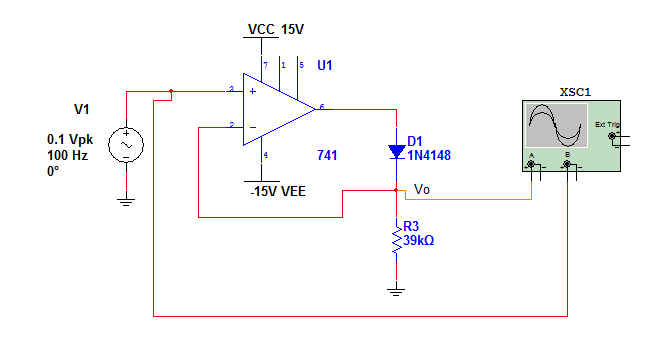 VCC 15V
7
1
5
U1
XSC1
3
+
6
V1
Ext Trig
+
0.1 Vpk
100 Hz
0°
2
−
D1
1N4148
A
B
+
−
+
−
4
741
-15V VEE
Vo
R3
39kΩ